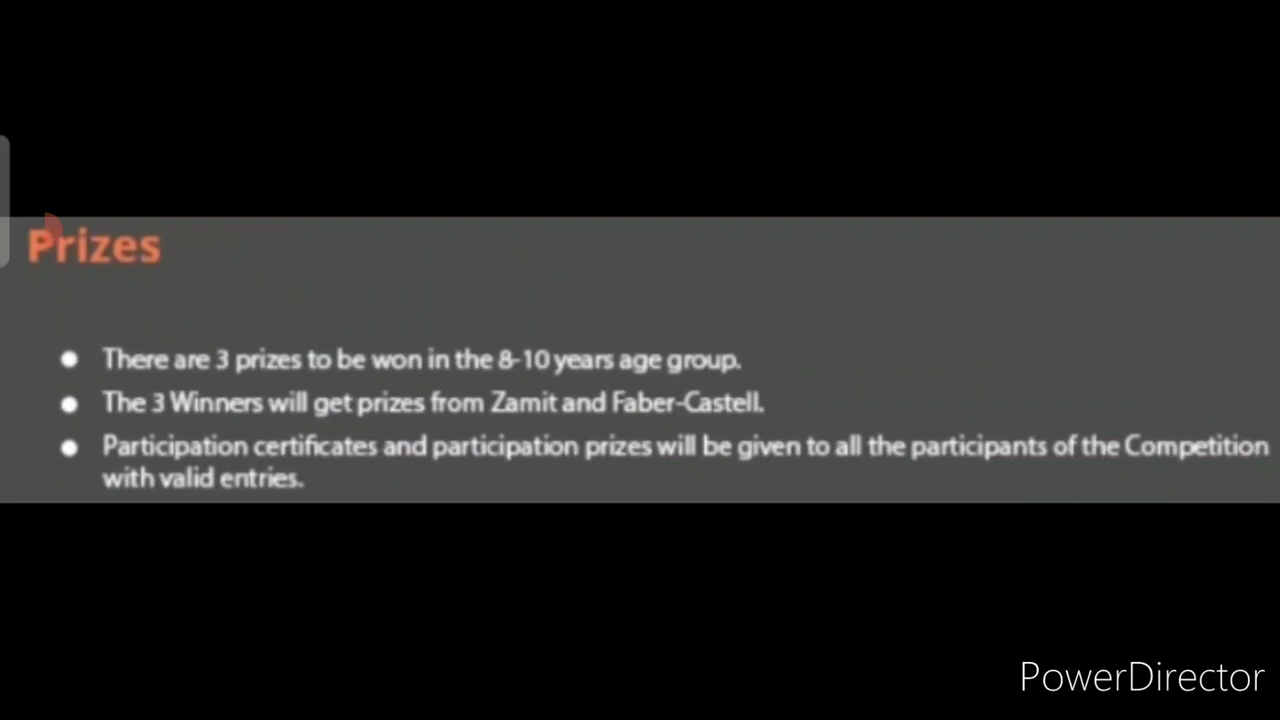 Prizes
There are 3 prizes to be won in the 8-10 years age group.
The 3 Winners will get prizes from Zamit and Faber-Castell.
Participation certificates and participation prizes will be given to all the participants of the Competition
with valid entries.
PowerDirector